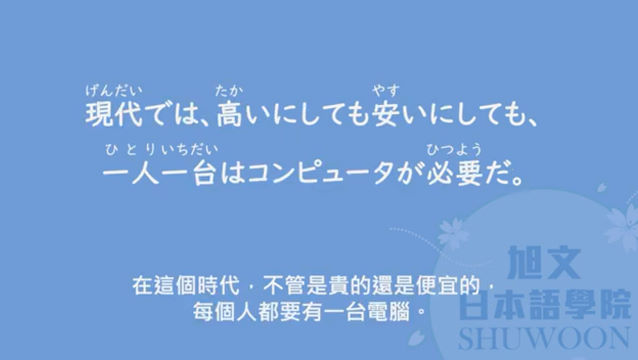 げんだい たか やす
現代では、高いにしても安いにしても、
ひとりいちだい ひつよう
一人一台はコンピュータが必要だ。
在這個時代，不管是貴的還是便宜的，
每個人都要有一台電腦。
旭文
日本語學院
SHUWOON